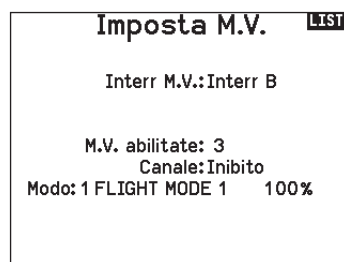 Imposta M.V. LIST
Interr M.V.:Interr B
M.V. abilitate: 3
Canale:Inibito
Modo: 1 FLIGHT MODE 1 100%